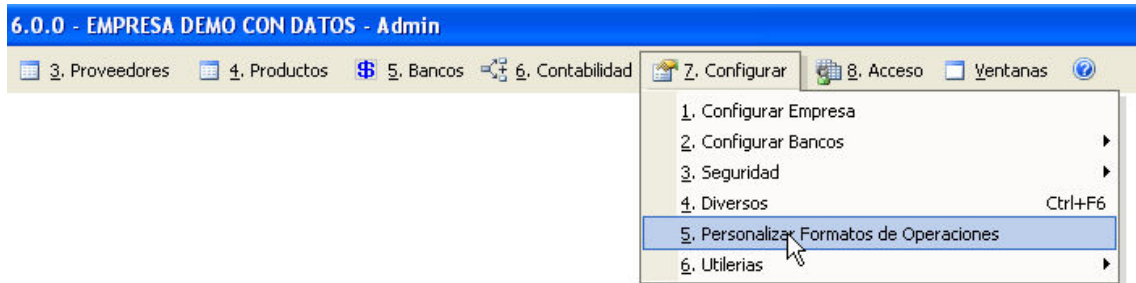 6.0.0 - EMPRESA DEMO CON DATOS - Admin
3. Proveedores 4. Productos $ 5. Bancos 6. Contabilidad 7. Configurar 8. Acceso Ventanas ?
1. Configurar Empresa
2. Configurar Bancos
3. Seguridad
4. Diversos Ctrl+F6
5. Personalizar Formatos de Operaciones
6. Utilerias